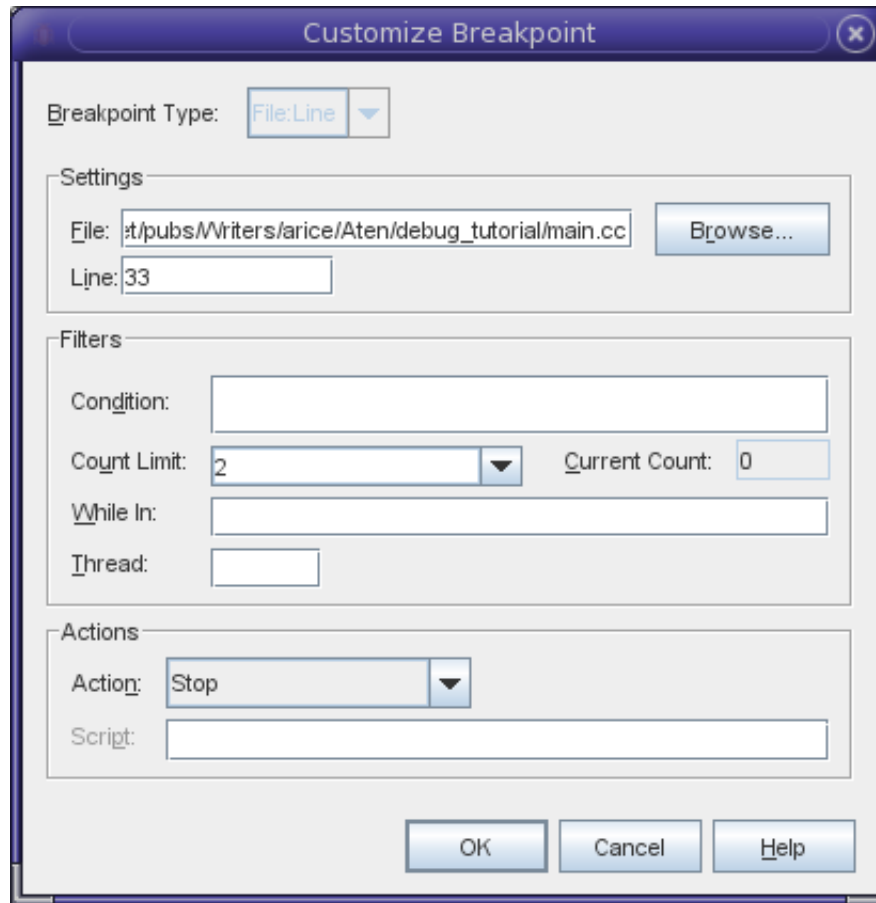 Customize Breakpoint
Breakpoint Type: File:Line
Settings
File: et/pubs/Writers/arice/Aten/debug_tutorial/main.cc Browse...
Line: 33
Filters
Condition:
Count Limit: 2 Current Count: 0
While In:
Thread:
Actions
Action: Stop
Script:
OK Cancel Help